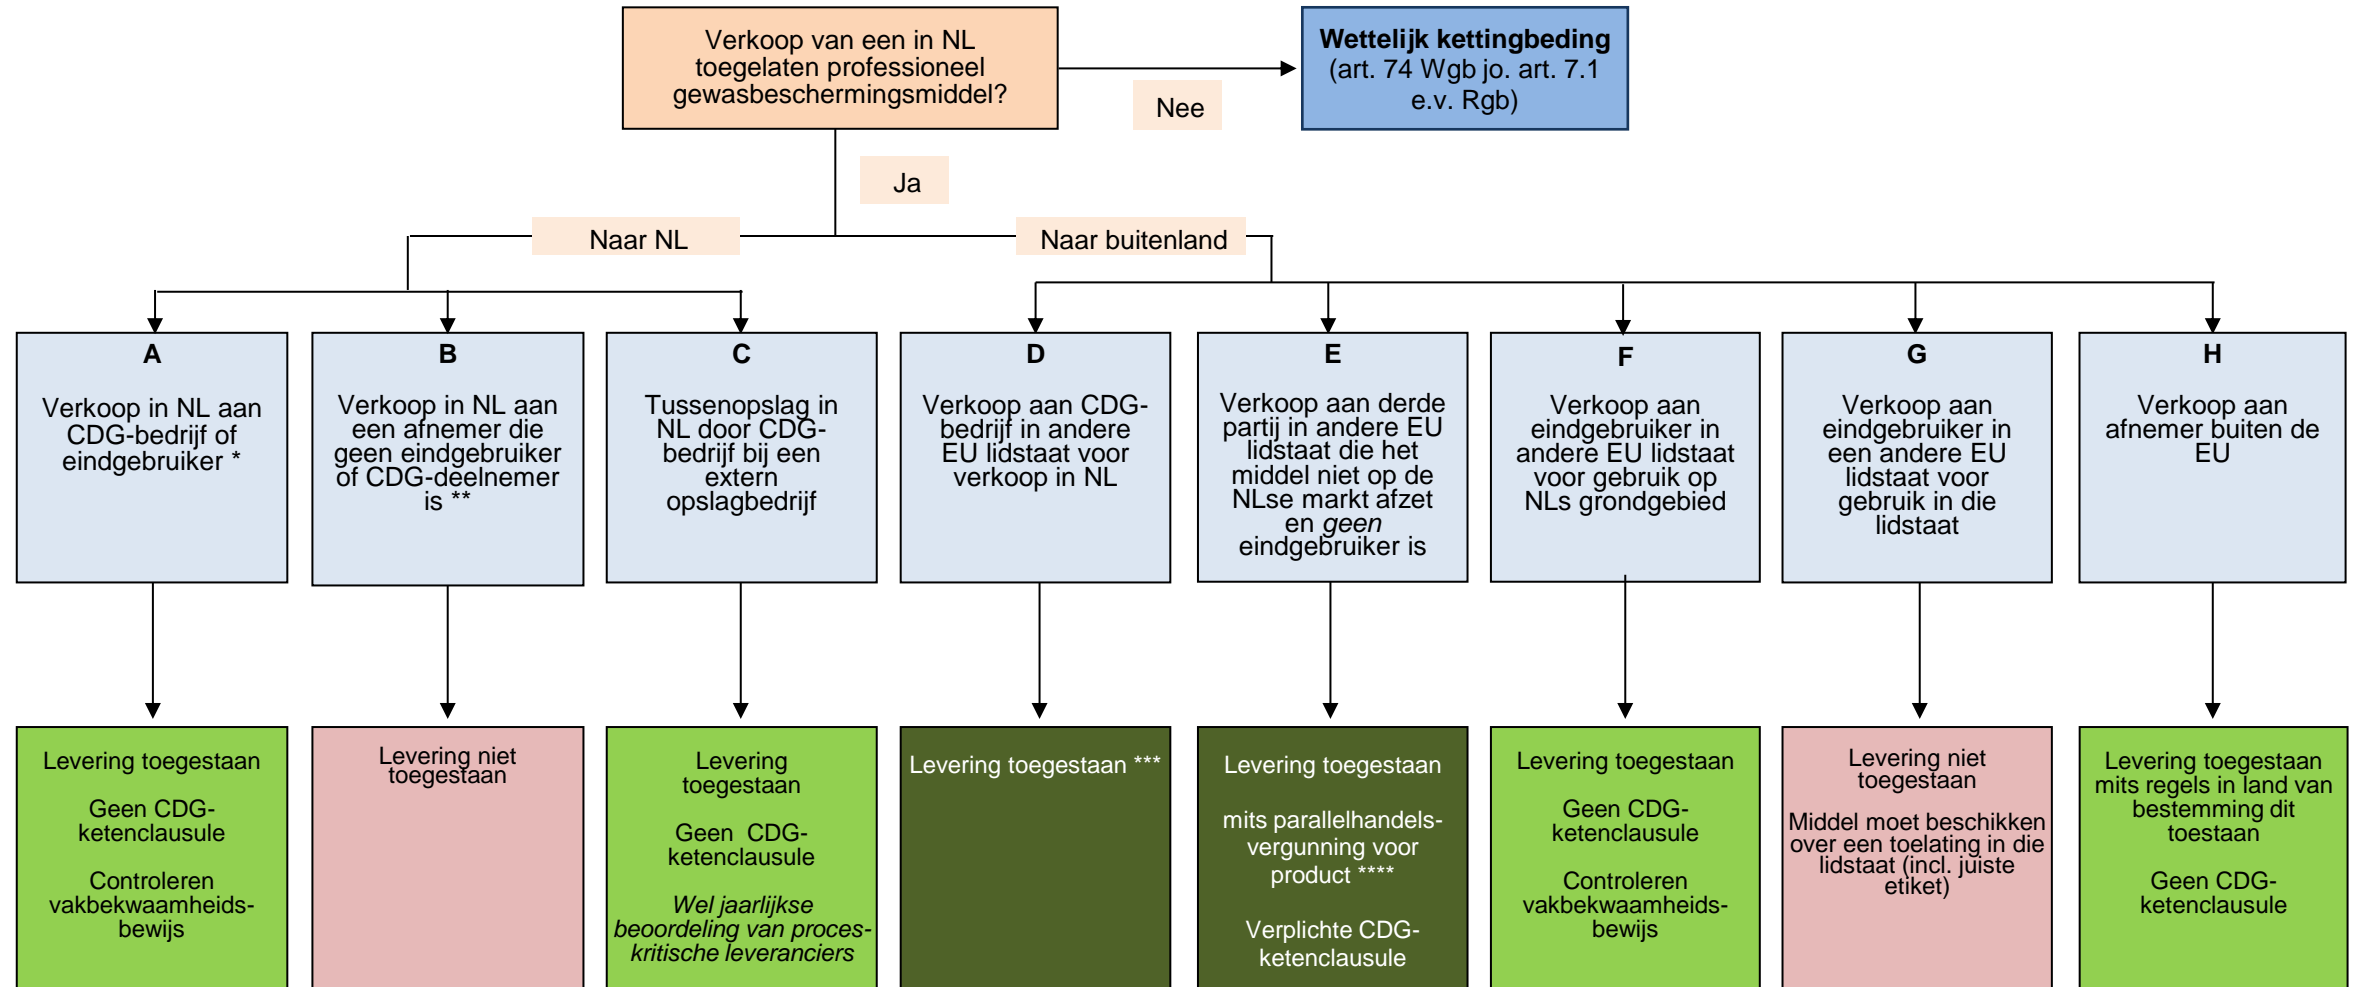 Verkoop van een in NL
toegelaten professioneel
gewasbeschermingsmiddel?
Wettelijk kettingbeding
(art. 74 Wgb jo. art. 7.1
e.v. Rgb)
Nee
Ja
Naar NL
Naar buitenland
A
Verkoop in NL aan
CDG-bedrijf of
eindgebruiker *
B
Verkoop in NL aan
een afnemer die
geen eindgebruiker
of CDG-deelnemer
is **
C
Tussenopslag in
NL door CDG-
bedrijf bij een
extern
opslagbedrijf
D
Verkoop aan CDG-
bedrijf in andere
EU lidstaat voor
verkoop in NL
E
Verkoop aan derde
partij in andere EU
lidstaat die het
middel niet op de
NLse markt afzet
en geen
eindgebruiker is
F
Verkoop aan
eindgebruiker in
andere EU lidstaat
voor gebruik op
NLs grondgebied
G
Verkoop aan
eindgebruiker in
een andere EU
lidstaat voor
gebruik in die
lidstaat
H
Verkoop aan
afnemer buiten de
EU
Levering toegestaan
Geen CDG-
ketenclausule
Controleren
vakbekwaamheids-
bewijs
Levering niet
toegestaan
Levering
toegestaan
Geen CDG-
ketenclausule
Wel jaarlijkse
beoordeling van proces-
kritische leveranciers
Levering toegestaan ***
Levering toegestaan
mits parallelhandels-
vergunning voor
product ****
Verplichte CDG-
ketenclausule
Levering toegestaan
Geen CDG-
ketenclausule
Controleren
vakbekwaamheids-
bewijs
Levering niet
toegestaan
Middel moet beschikken
over een toelating in die
lidstaat (incl. juiste
etiket)
Levering toegestaan
mits regels in land van
bestemming dit
toestaan
Geen CDG-
ketenclausule